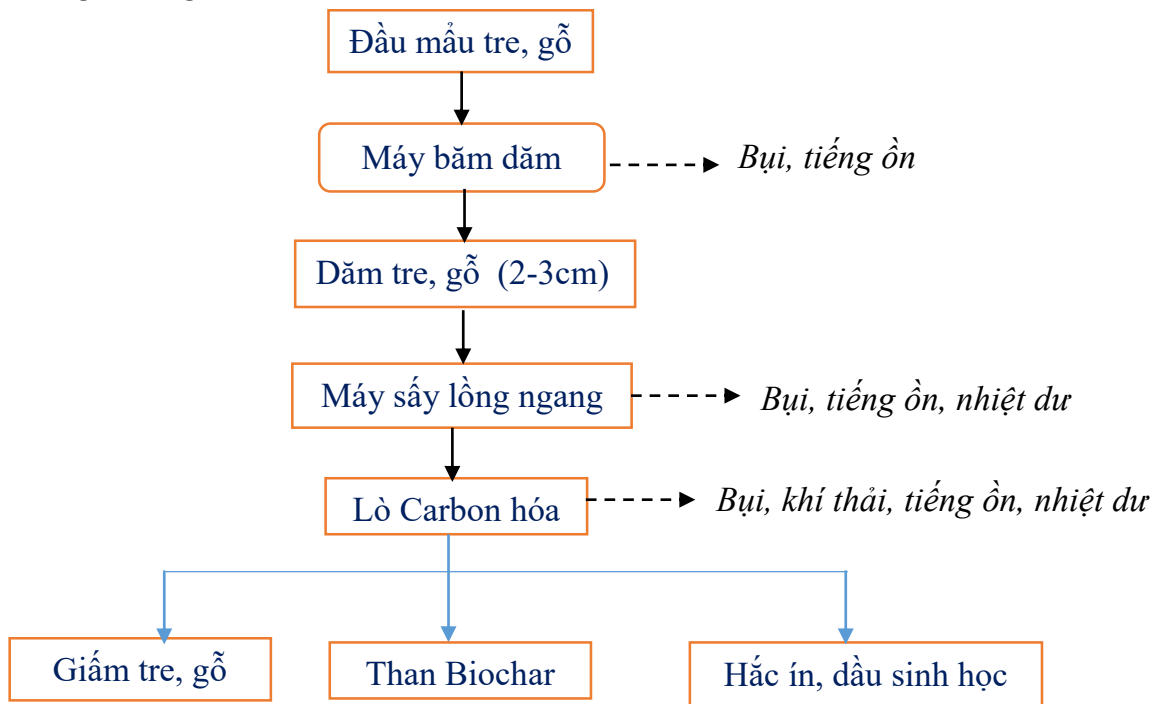 Đầu mẩu tre, gỗ
Máy băm dăm
Bụi, tiếng ồn
Dăm tre, gỗ (2-3cm)
Máy sấy lồng ngang
Bụi, tiếng ồn, nhiệt dư
Lò Carbon hóa
Bụi, khí thải, tiếng ồn, nhiệt dư
Giấm tre, gỗ
Than Biochar
Hắc ín, dầu sinh học